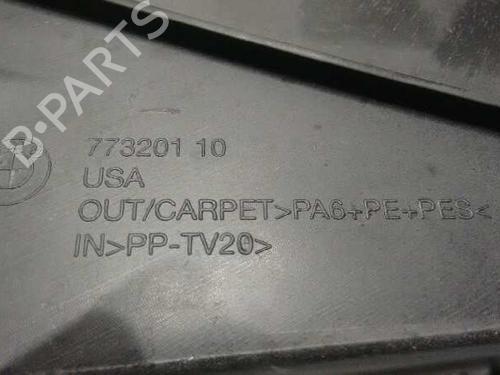 B-PARTS
773201 10
USA
OUT/CARPET>PA6+PE+PES<
IN>PP-TV20>